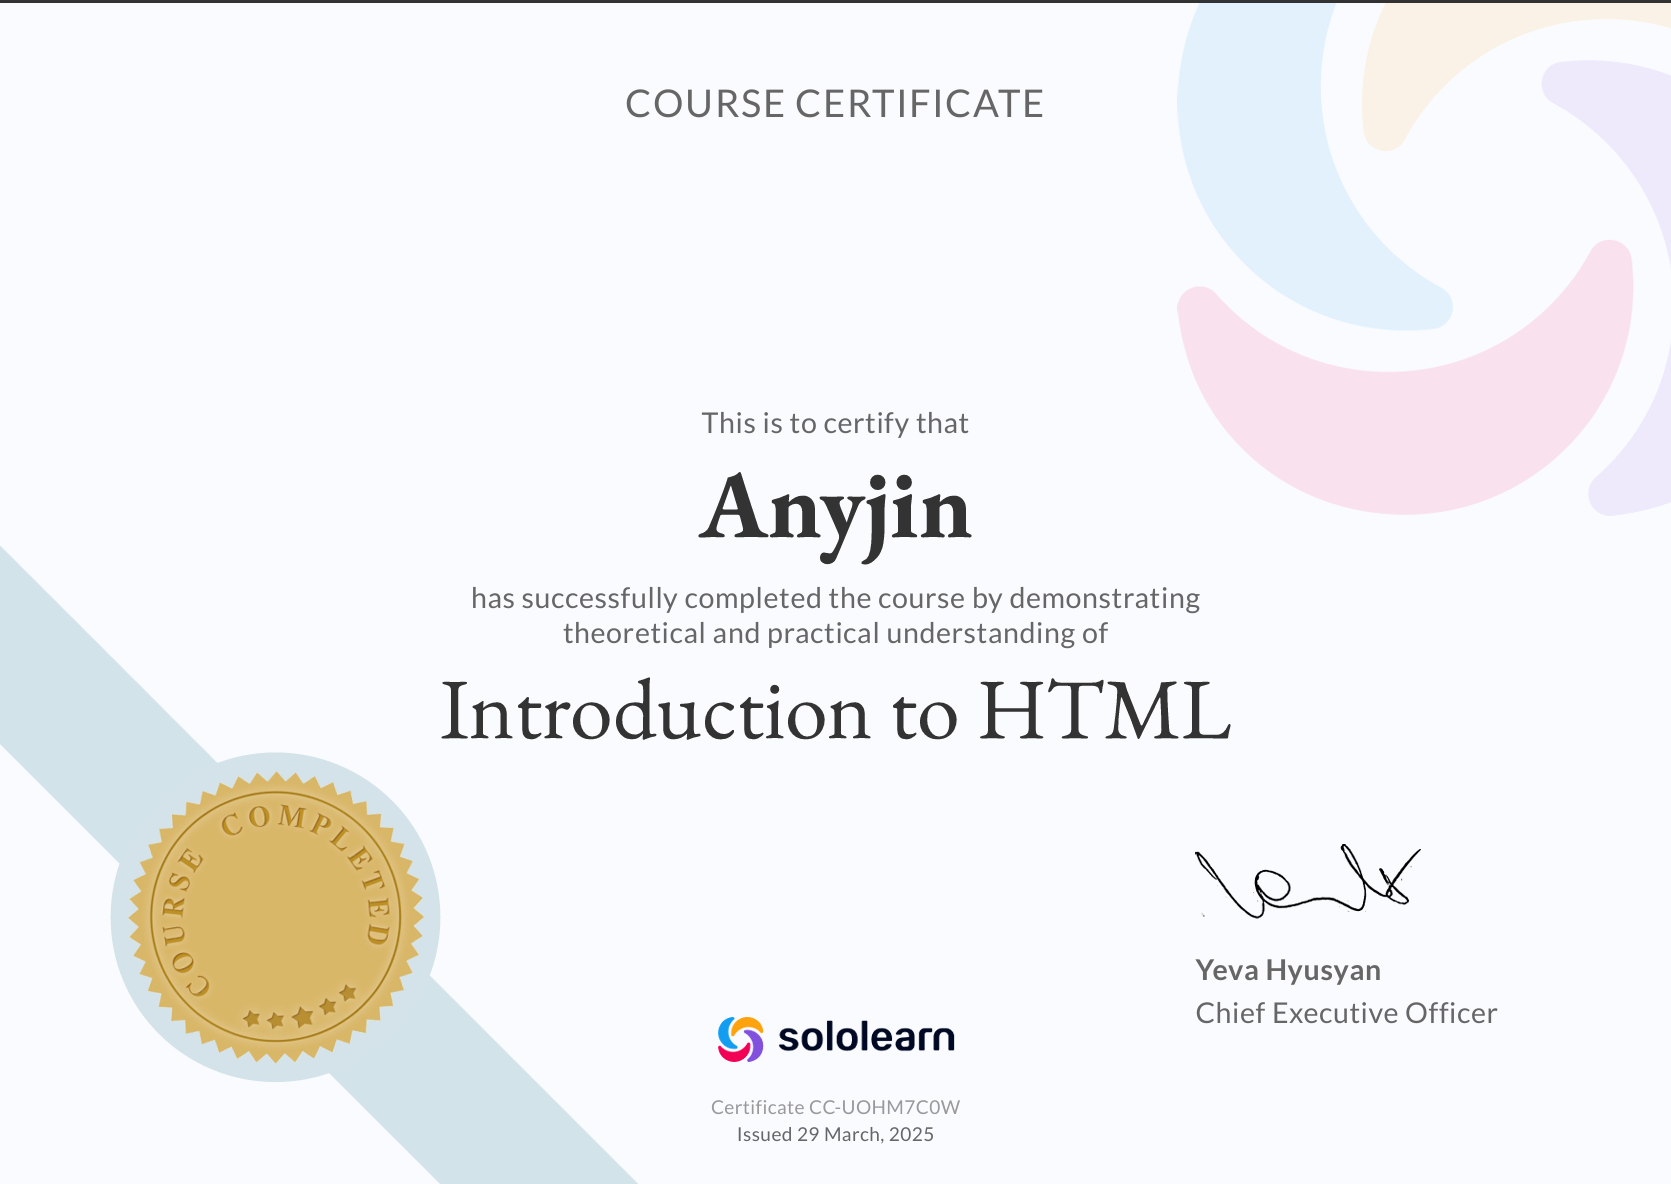 COURSE CERTIFICATE
This is to certify that
Anyjin
has successfully completed the course by demonstrating
theoretical and practical understanding of
Introduction to HTML
COURSE COMPLETED
Yeva Hyusyan
Chief Executive Officer
sololearn
Certificate CC-UOHM7C0W
Issued 29 March, 2025